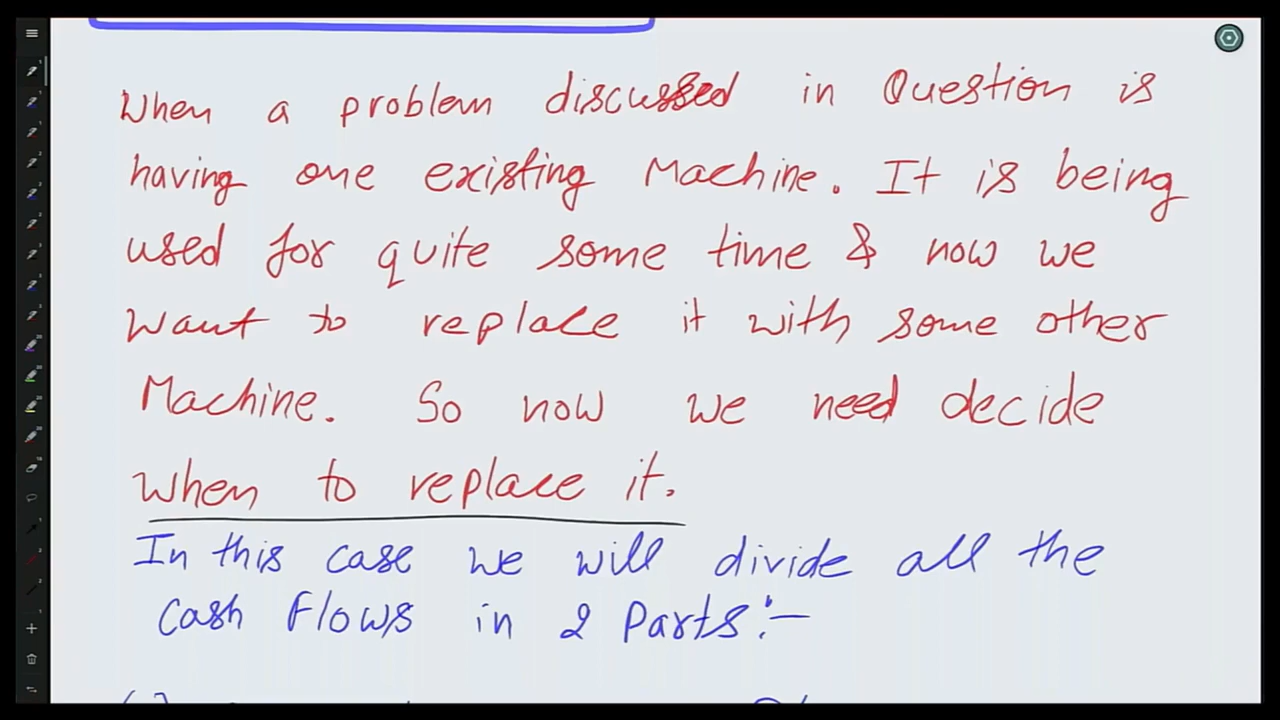 When a problem discussed in Question is
having one existing Machine. It is being
used for quite some time & now we
want to replace it with some other
Machine. So now we need decide
when to replace it.
In this case we will divide all the
Cash Flows in 2 Parts:-